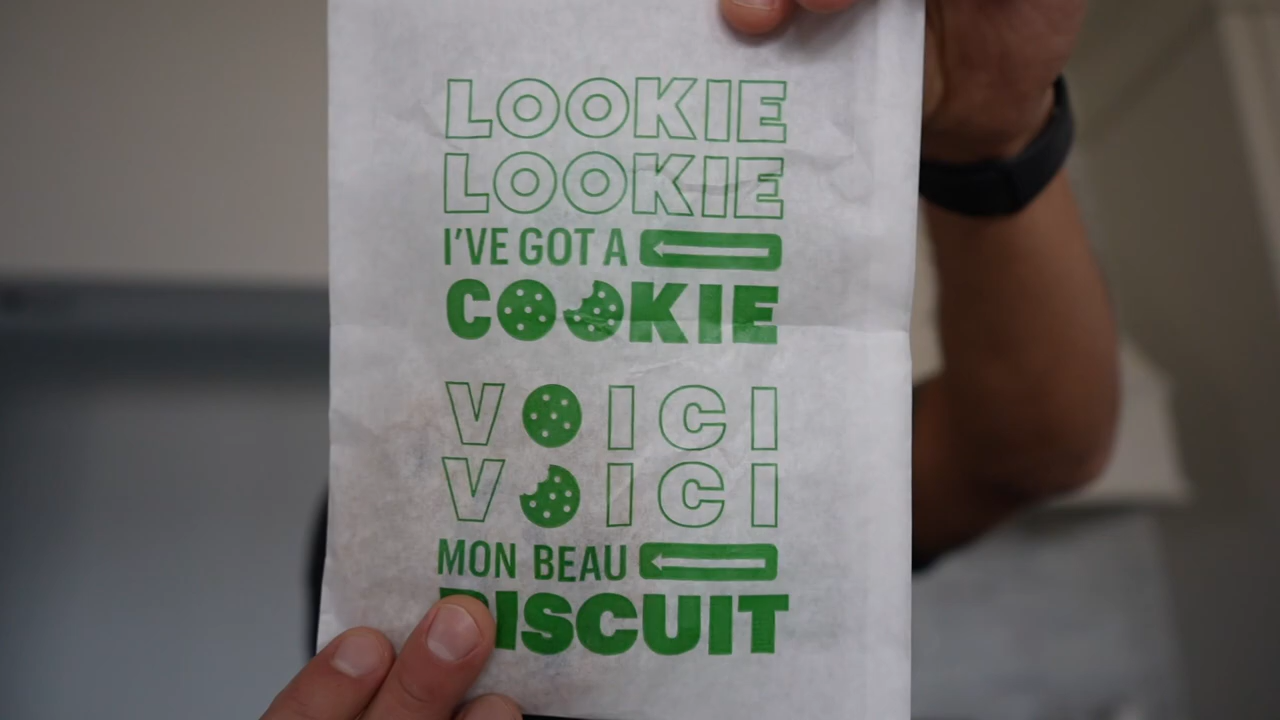 LOOKIE
LOOKIE
I'VE GOT A
COOKIE
VOICI
VOICI
MON BEAU
BISCUIT